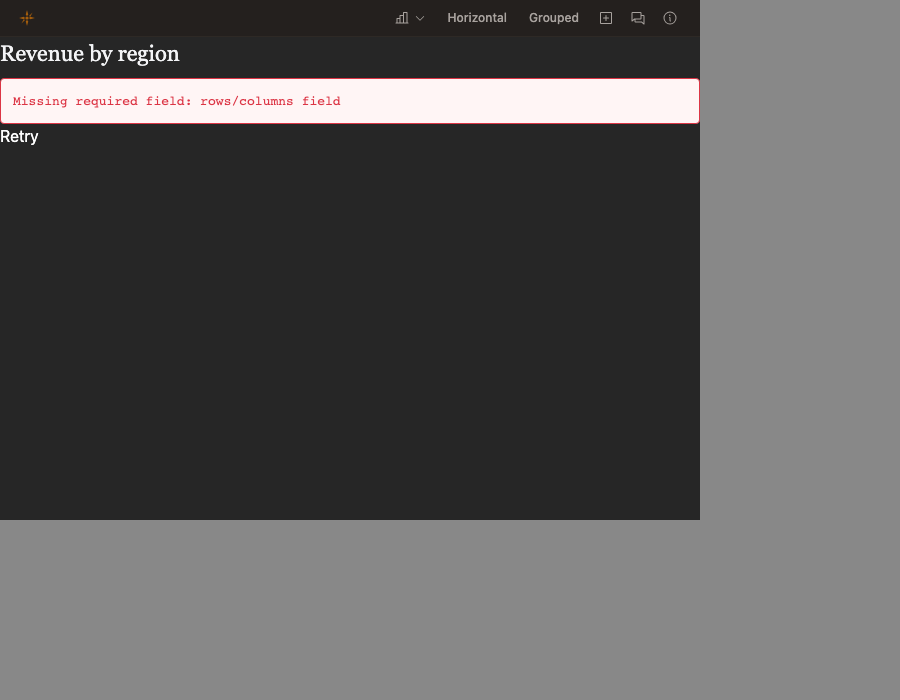 Horizontal Grouped
Revenue by region
Missing required field: rows/columns field
Retry